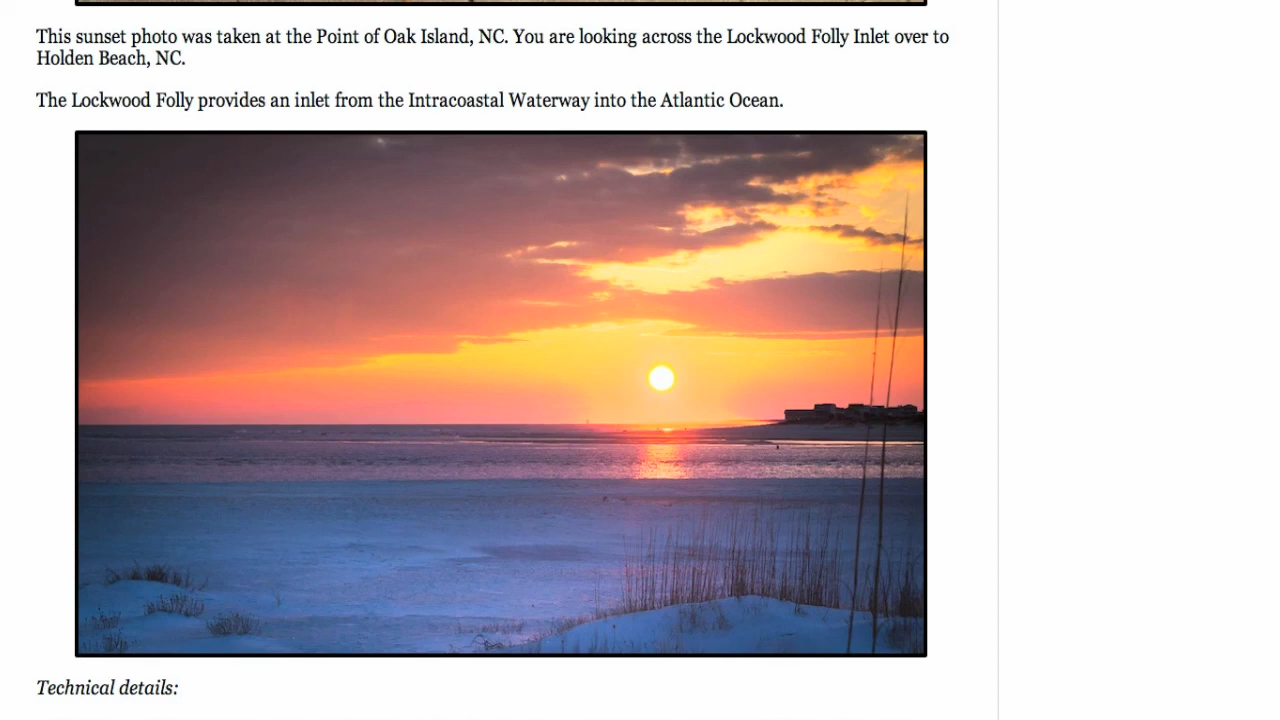 This sunset photo was taken at the Point of Oak Island, NC. You are looking across the Lockwood Folly Inlet over to
Holden Beach, NC.
The Lockwood Folly provides an inlet from the Intracoastal Waterway into the Atlantic Ocean.
Technical details: